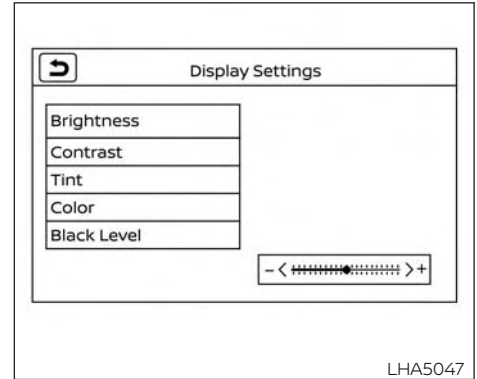 Display Settings
Brightness
Contrast
Tint
Color
Black Level
- < > +
LHA5047